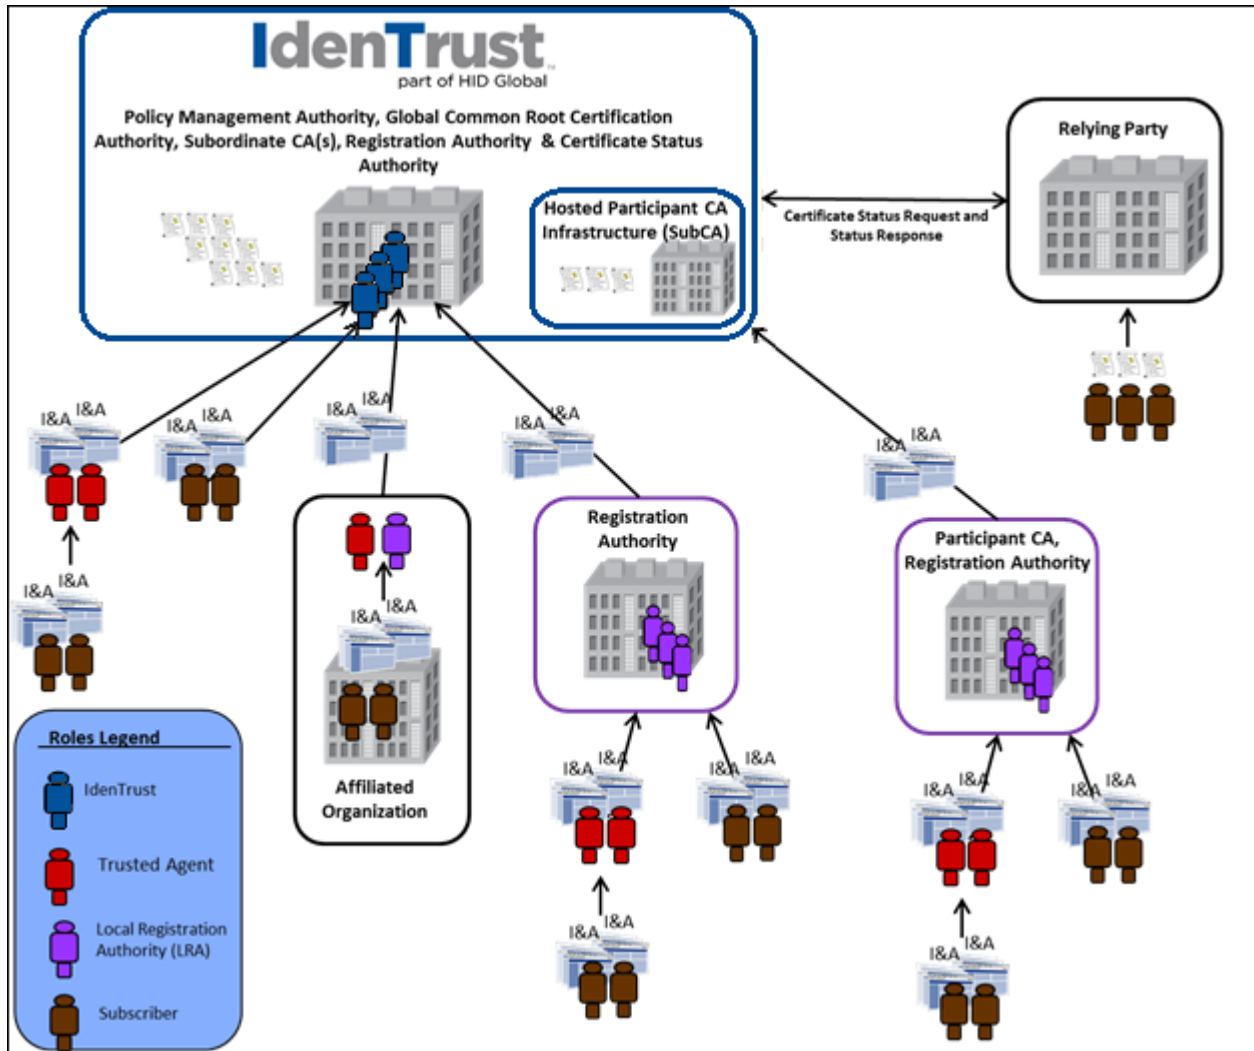 IdenTrust
part of HID Global
Policy Management Authority, Global Common Root Certification
Authority, Subordinate CA(s), Registration Authority & Certificate Status
Authority
Hosted Participant CA
Infrastructure (SubCA)
Relying Party
Certificate Status Request and
Status Response
I&A
I&A
I&A
I&A
I&A
I&A
I&A
I&A
I&A
I&A
I&A
I&A
Registration
Authority
Participant CA,
Registration Authority
I&A
I&A
Affiliated
Organization
I&A
I&A
I&A
I&A
I&A
I&A
I&A
I&A
I&A
I&A
I&A
I&A
Roles Legend
IdenTrust
Trusted Agent
Local Registration
Authority (LRA)
Subscriber